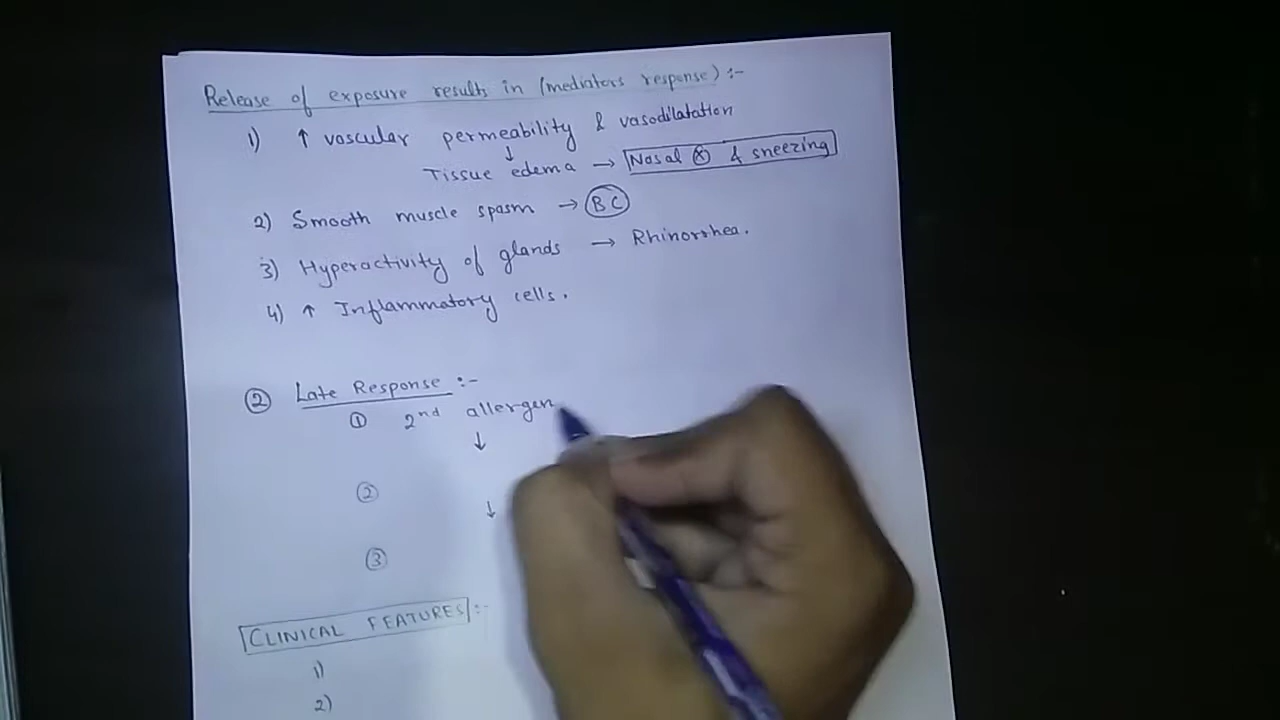 Release of exposure results in (mediators response) :-
1) ↑ vascular permeability & vasodilatation
↓
Tissue edema → Nasal ⊗ & sneezing
2) Smooth muscle spasm → BC
3) Hyperactivity of glands → Rhinorrhea.
4) ↑ Inflammatory cells.
② Late Response :-
① 2nd allergen
↓
②
↓
③
CLINICAL FEATURES :-
1)
2)